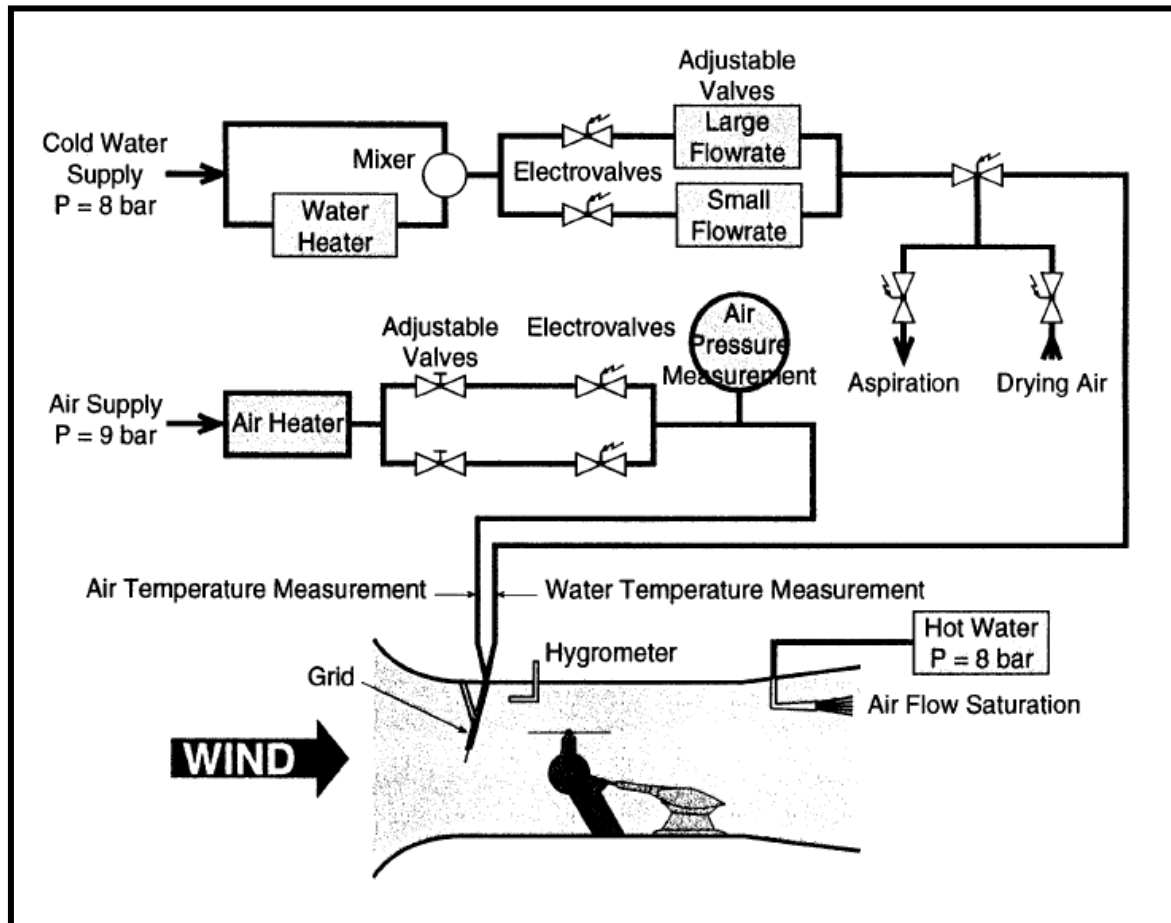 Adjustable
Valves
Large
Flowrate
Cold Water
Supply
P = 8 bar
Mixer
Electrovalves
Water
Heater
Small
Flowrate
Air
Pressure
Measurement
Adjustable
Valves
Electrovalves
Aspiration
Drying Air
Air Supply
P = 9 bar
Air Heater
Air Temperature Measurement
Water Temperature Measurement
Hot Water
P = 8 bar
Hygrometer
Grid
Air Flow Saturation
WIND